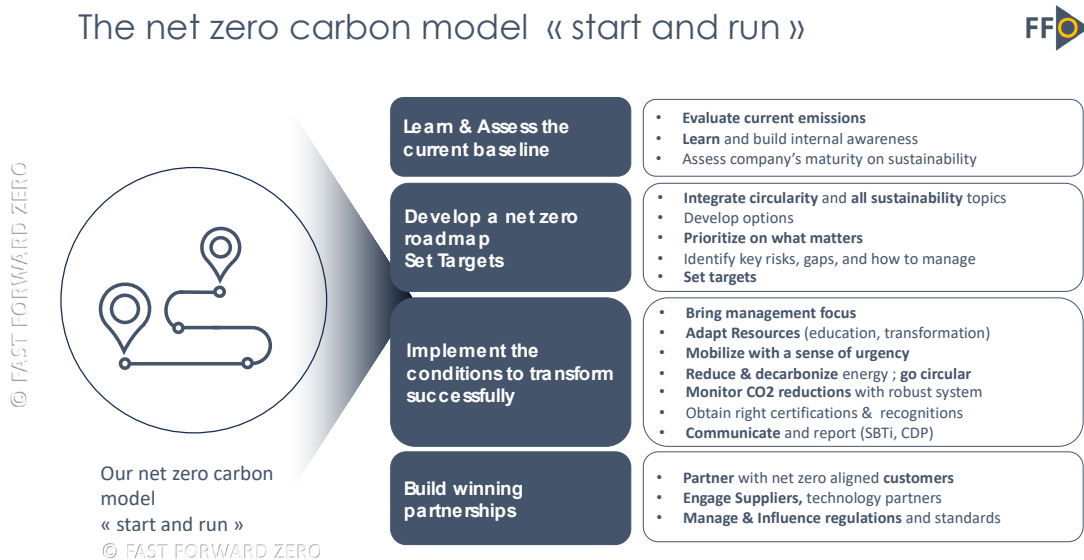 The net zero carbon model « start and run »
FFO
© FAST FORWARD ZERO
Learn & Assess the
current baseline
• Evaluate current emissions
• Learn and build internal awareness
• Assess company's maturity on sustainability
Develop a net zero
roadmap
Set Targets
• Integrate circularity and all sustainability topics
• Develop options
• Prioritize on what matters
• Identify key risks, gaps, and how to manage
• Set targets
Implement the
conditions to transform
successfully
• Bring management focus
• Adapt Resources (education, transformation)
• Mobilize with a sense of urgency
• Reduce & decarbonize energy ; go circular
• Monitor CO2 reductions with robust system
• Obtain right certifications & recognitions
• Communicate and report (SBTi, CDP)
Build winning
partnerships
• Partner with net zero aligned customers
• Engage Suppliers, technology partners
• Manage & Influence regulations and standards
Our net zero carbon
model
« start and run »
© FAST FORWARD ZERO